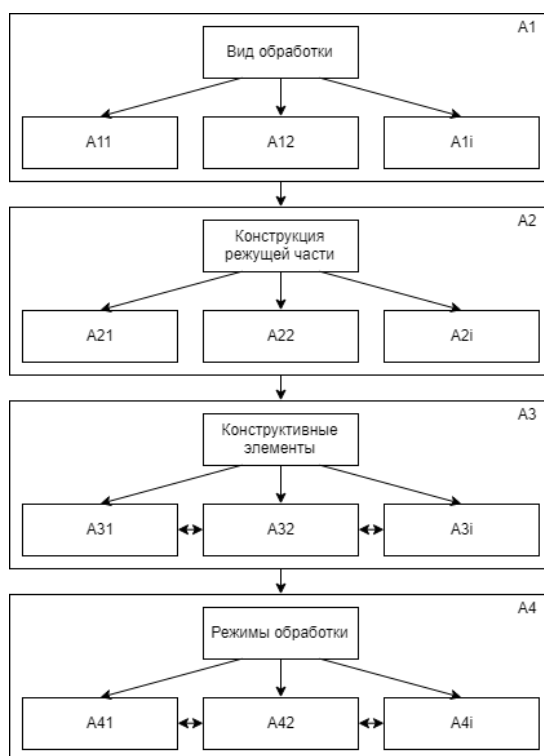 A1
Вид обработки
A11
A12
A1i
A2
Конструкция
режущей части
A21
A22
A2i
A3
Конструктивные
элементы
A31
A32
A3i
A4
Режимы обработки
A41
A42
A4i